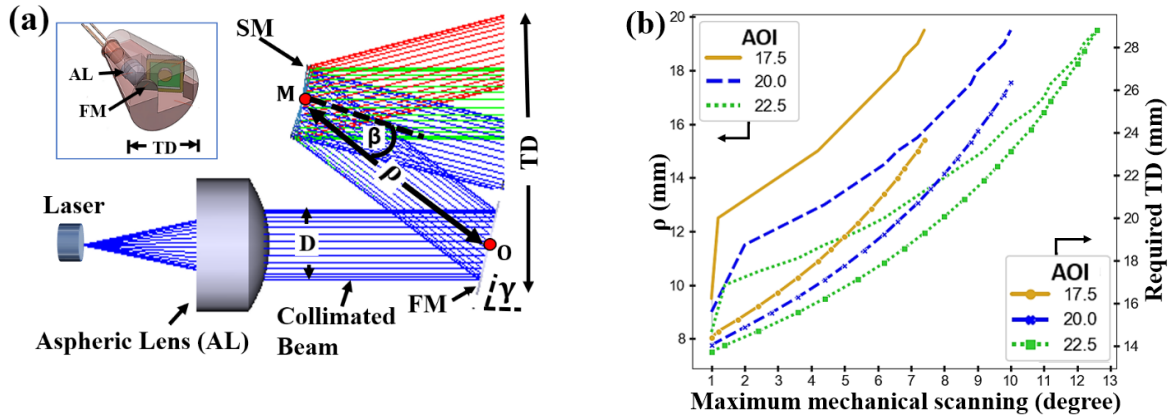 (a)
SM
AL
FM
TD
M
β
ρ
TD
Laser
D
O
FM
γ
Collimated
Beam
Aspheric Lens (AL)
(b)
20
18
16
14
12
10
8
ρ (mm)
AOI
17.5
20.0
22.5
28
26
24
22
20
18
16
14
Required TD (mm)
AOI
17.5
20.0
22.5
1 2 3 4 5 6 7 8 9 10 11 12 13
Maximum mechanical scanning (degree)